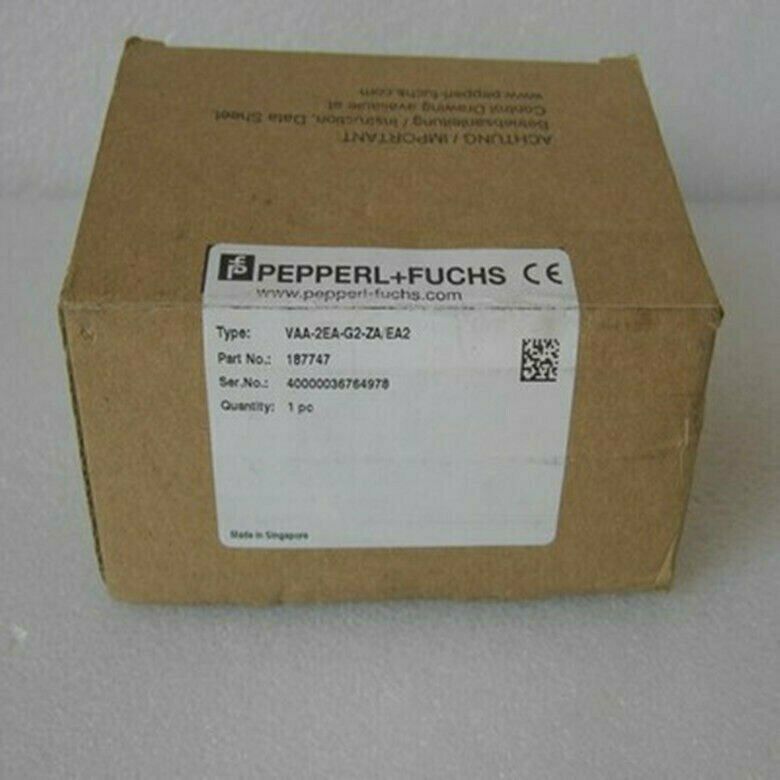 ACHTUNG / IMPORTANT:
Betriebsanleitung / Instruction, Data Sheet,
Control Drawing avaiauie at
www.pepperl-fuchs.com
PEPPERL+FUCHS CE
www.pepperl-fuchs.com
Type: VAA-2EA-G2-ZA/EA2
Part No.: 187747
Ser.No.: 40000036764978
Quantity: 1 pc
Made in Singapore